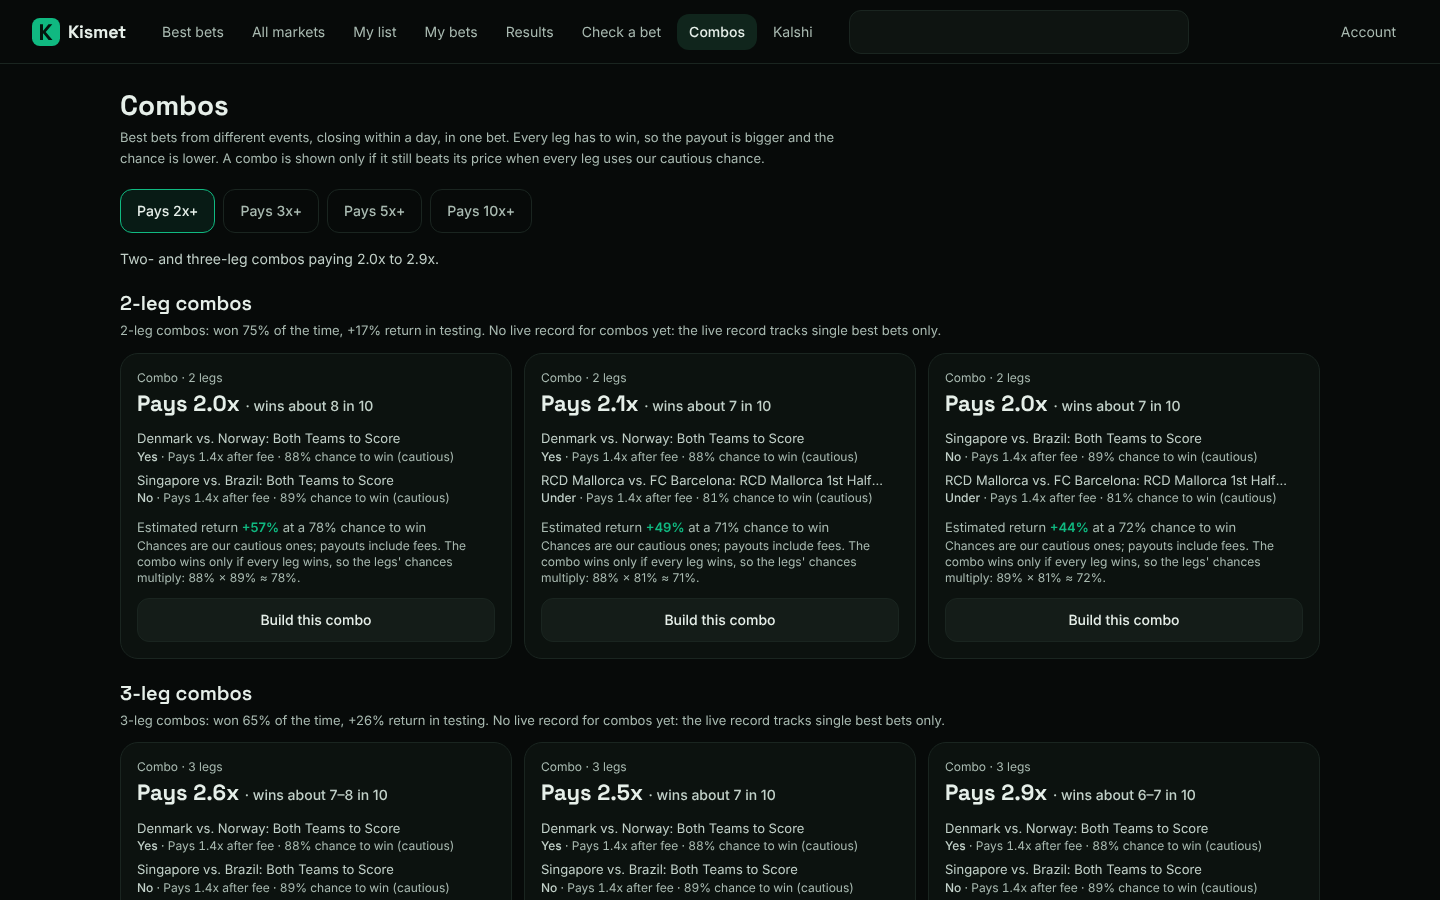 K Kismet Best bets All markets My list My bets Results Check a bet Combos Kalshi Account
Combos
Best bets from different events, closing within a day, in one bet. Every leg has to win, so the payout is bigger and the
chance is lower. A combo is shown only if it still beats its price when every leg uses our cautious chance.
Pays 2x+ Pays 3x+ Pays 5x+ Pays 10x+
Two- and three-leg combos paying 2.0x to 2.9x.
2-leg combos
2-leg combos: won 75% of the time, +17% return in testing. No live record for combos yet: the live record tracks single best bets only.
Combo · 2 legs
Pays 2.0x · wins about 8 in 10
Denmark vs. Norway: Both Teams to Score
Yes · Pays 1.4x after fee · 88% chance to win (cautious)
Singapore vs. Brazil: Both Teams to Score
No · Pays 1.4x after fee · 89% chance to win (cautious)
Estimated return +57% at a 78% chance to win
Chances are our cautious ones; payouts include fees. The
combo wins only if every leg wins, so the legs' chances
multiply: 88% × 89% ≈ 78%.
Build this combo
Combo · 2 legs
Pays 2.1x · wins about 7 in 10
Denmark vs. Norway: Both Teams to Score
Yes · Pays 1.4x after fee · 88% chance to win (cautious)
RCD Mallorca vs. FC Barcelona: RCD Mallorca 1st Half...
Under · Pays 1.4x after fee · 81% chance to win (cautious)
Estimated return +49% at a 71% chance to win
Chances are our cautious ones; payouts include fees. The
combo wins only if every leg wins, so the legs' chances
multiply: 88% × 81% ≈ 71%.
Build this combo
Combo · 2 legs
Pays 2.0x · wins about 7 in 10
Singapore vs. Brazil: Both Teams to Score
No · Pays 1.4x after fee · 89% chance to win (cautious)
RCD Mallorca vs. FC Barcelona: RCD Mallorca 1st Half...
Under · Pays 1.4x after fee · 81% chance to win (cautious)
Estimated return +44% at a 72% chance to win
Chances are our cautious ones; payouts include fees. The
combo wins only if every leg wins, so the legs' chances
multiply: 89% × 81% ≈ 72%.
Build this combo
3-leg combos
3-leg combos: won 65% of the time, +26% return in testing. No live record for combos yet: the live record tracks single best bets only.
Combo · 3 legs
Pays 2.6x · wins about 7–8 in 10
Denmark vs. Norway: Both Teams to Score
Yes · Pays 1.4x after fee · 88% chance to win (cautious)
Singapore vs. Brazil: Both Teams to Score
No · Pays 1.4x after fee · 89% chance to win (cautious)
Combo · 3 legs
Pays 2.5x · wins about 7 in 10
Denmark vs. Norway: Both Teams to Score
Yes · Pays 1.4x after fee · 88% chance to win (cautious)
Singapore vs. Brazil: Both Teams to Score
No · Pays 1.4x after fee · 89% chance to win (cautious)
Combo · 3 legs
Pays 2.9x · wins about 6–7 in 10
Denmark vs. Norway: Both Teams to Score
Yes · Pays 1.4x after fee · 88% chance to win (cautious)
Singapore vs. Brazil: Both Teams to Score
No · Pays 1.4x after fee · 89% chance to win (cautious)